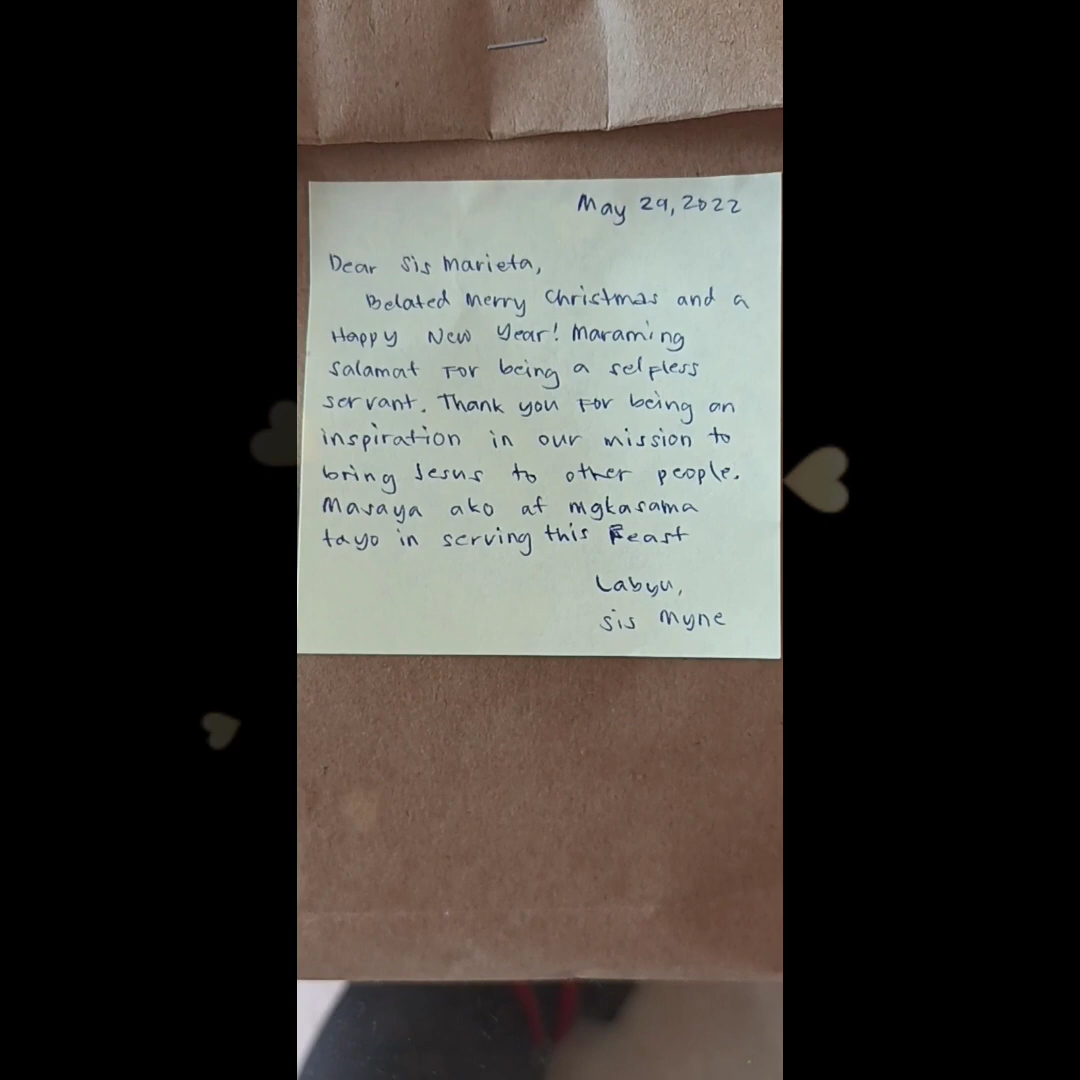 May 29, 2022
Dear Sis Marieta,
Belated Merry Christmas and a
Happy New Year! Maraming
Salamat For being a selfless
servant. Thank you For being an
inspiration in our mission to
bring Jesus to other people.
Masaya ako at mgkasama
tayo in serving this Feast
Labyu,
Sis Myne